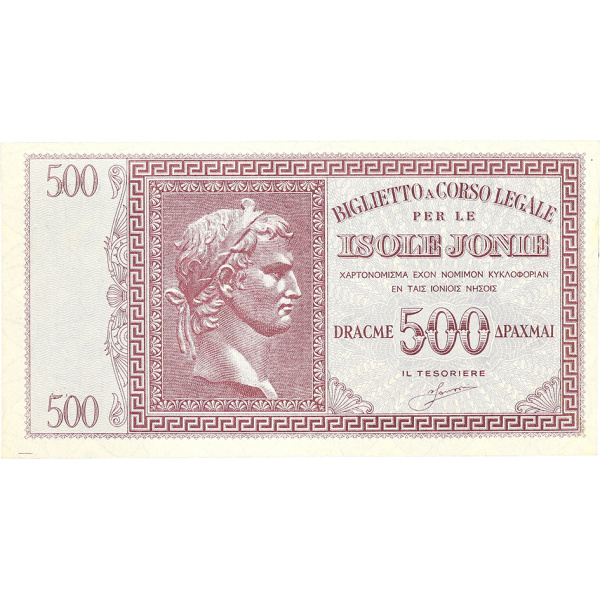 500
500
BIGLIETTO A CORSO LEGALE
PER LE
ISOLE JONIE
ΧΑΡΤΟΝΟΜΙΣΜΑ ΕΧΟΝ ΝΟΜΙΜΟΝ ΚΥΚΛΟΦΟΡΙΑΝ
ΕΝ ΤΑΙΣ ΙΟΝΙΟΙΣ ΝΗΣΟΙΣ
DRACME 500 ΔΡΑΧΜΑΙ
IL TESORIERE